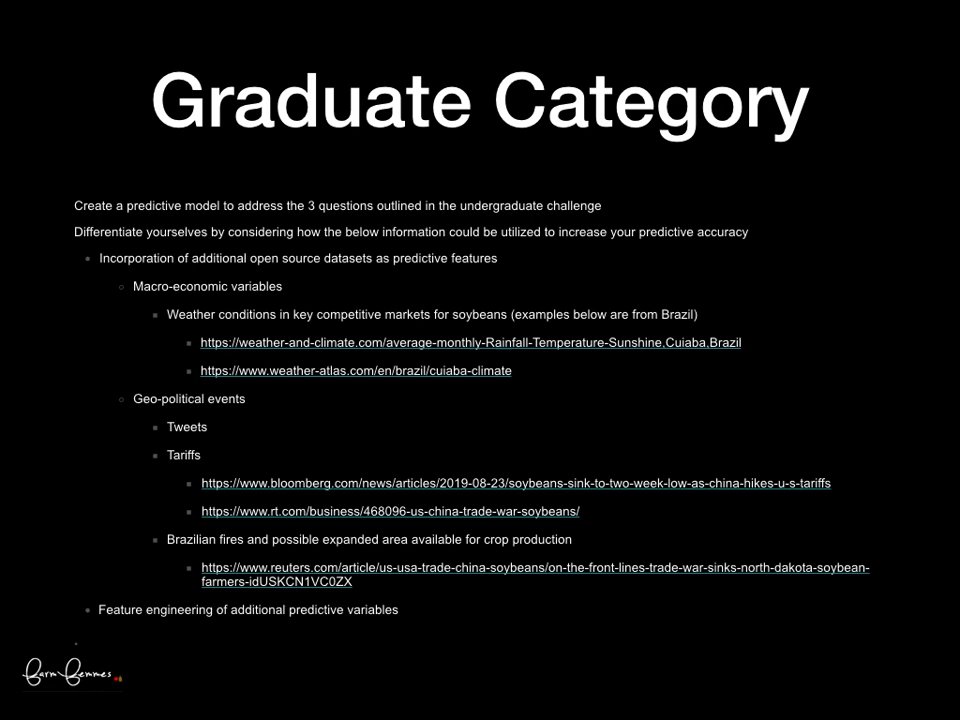 Graduate Category
Create a predictive model to address the 3 questions outlined in the undergraduate challenge
Differentiate yourselves by considering how the below information could be utilized to increase your predictive accuracy
Incorporation of additional open source datasets as predictive features
Macro-economic variables
Weather conditions in key competitive markets for soybeans (examples below are from Brazil)
https://weather-and-climate.com/average-monthly-Rainfall-Temperature-Sunshine,Cuiaba,Brazil
https://www.weather-atlas.com/en/brazil/cuiaba-climate
Geo-political events
Tweets
Tariffs
https://www.bloomberg.com/news/articles/2019-08-23/soybeans-sink-to-two-week-low-as-china-hikes-u-s-tariffs
https://www.rt.com/business/468096-us-china-trade-war-soybeans/
Brazilian fires and possible expanded area available for crop production
https://www.reuters.com/article/us-usa-trade-china-soybeans/on-the-front-lines-trade-war-sinks-north-dakota-soybean-
farmers-idUSKCN1VC0ZX
Feature engineering of additional predictive variables
Farm Femmes